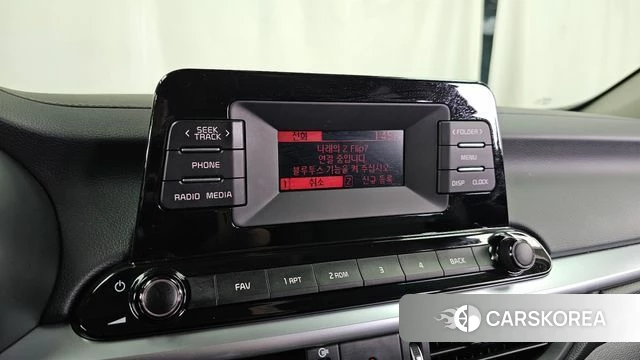 < SEEK >
TRACK
PHONE
RADIO MEDIA
전화
나래의 Z Flip7
연결 중입니다.
블루투스 기능을 켜 주십시오.
1 취소 2 신규 등록
< FOLDER >
MENU
DISP CLOCK
FAV 1 RPT 2 RDM 3 4 BACK
CARSKOREA